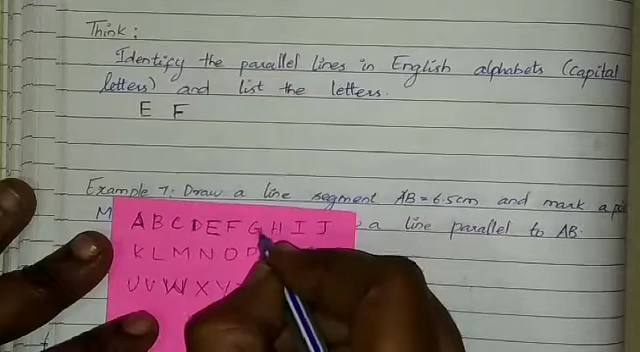 Think:
Identify the parallel lines in English alphabets (capital
letters) and list the letters.
E F
Example 7: Draw a line segment AB = 6.5cm and mark a
M
a line parallel to AB.
A B C D E F G H I J
K L M N O P
U V W X Y